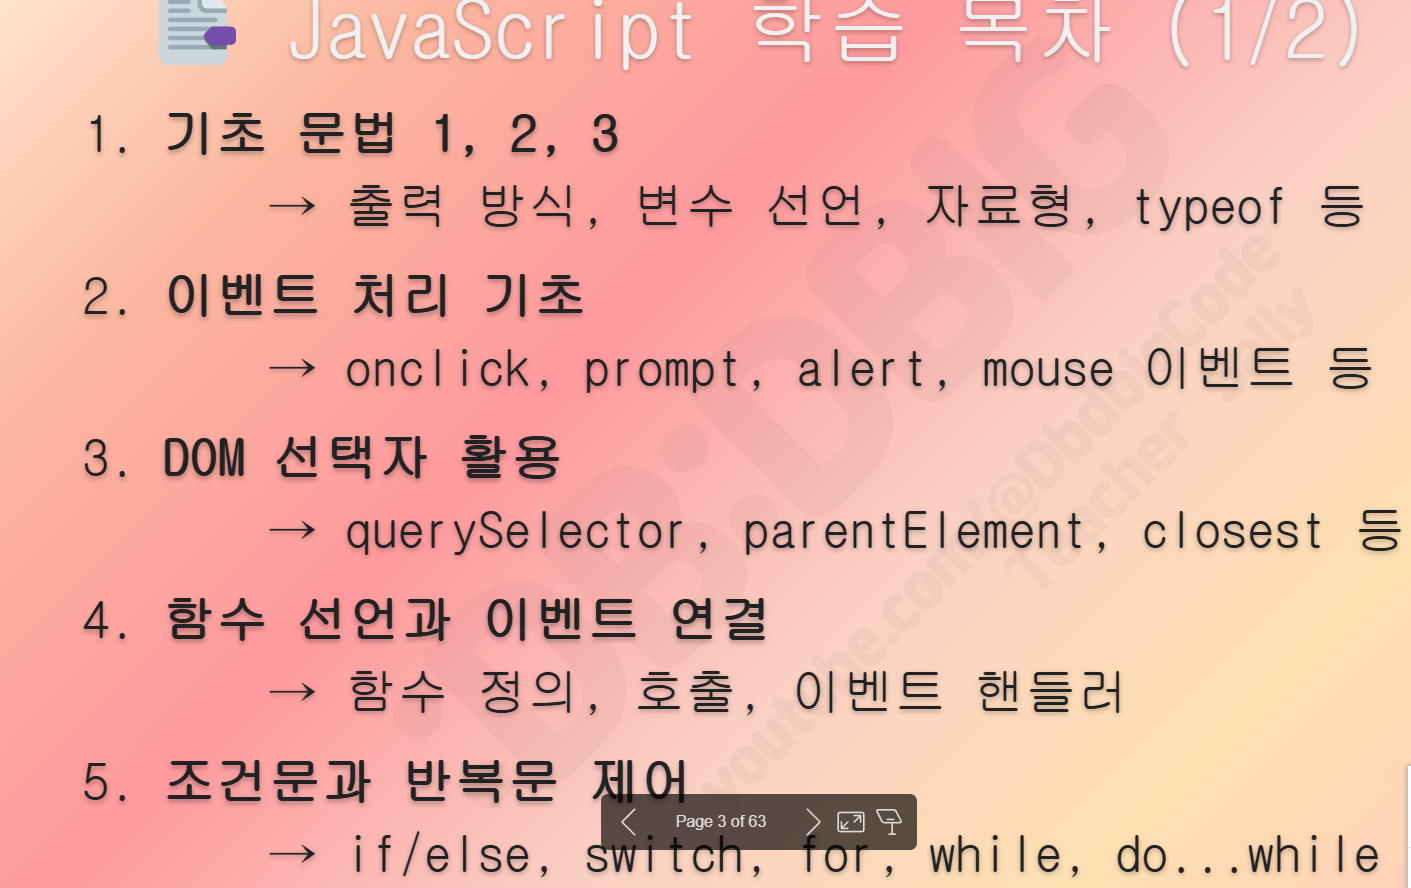 JavaScript 학습 목차 (1/2)
1. 기초 문법 1, 2, 3
→ 출력 방식, 변수 선언, 자료형, typeof 등
2. 이벤트 처리 기초
→ onclick, prompt, alert, mouse 이벤트 등
3. DOM 선택자 활용
→ querySelector, parentElement, closest 등
4. 함수 선언과 이벤트 연결
→ 함수 정의, 호출, 이벤트 핸들러
5. 조건문과 반복문 제어
→ if/else, switch, for, while, do...while
Page 3 of 63
DB:DBIG
youtube.com/@DbdbigCode
Teacher